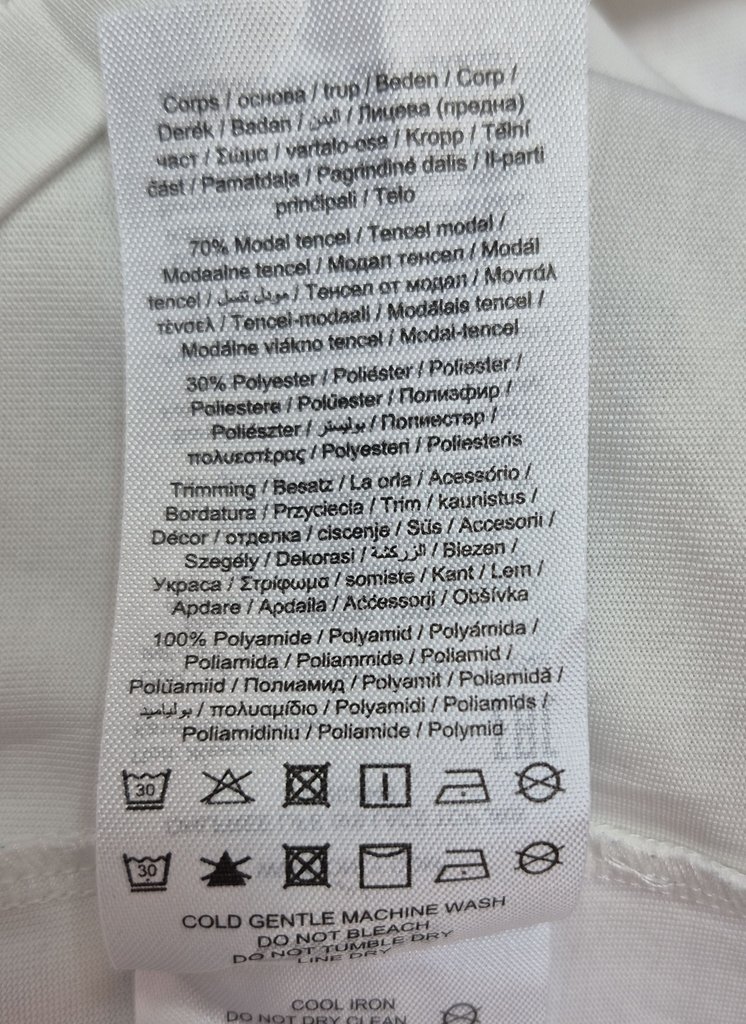 Corps / основа / trup / Beden / Corp /
Derék / Badan / البدن / Лицева (предна)
част / Σώμα / vartalo-osa / Kropp / Tělní
část / Pamatdaļa / Pagrindinė dalis / Il-parti
prinċipali / Telo
70% Modal tencel / Tencel modal /
Modaalne tencel / Модал тенсел / Modál
tencel / مودال تنسل / Тенсел от модал / Μοντάλ
τένσελ / Tencel-modaali / Modālais tencel /
Modálne vlákno tencel / Modal-tencel
30% Polyester / Poliéster / Poliester /
Poliestere / Polüester / Полиэфир /
Poliészter / بوليستر / Полиестер /
πολυεστέρας / Polyesteri / Poliesteris
Trimming / Besatz / La orla / Acessório /
Bordatura / Przyciecia / Trim / kaunistus /
Décor / отделка / ciscenje / Süs / Accesorii /
Szegély / Dekorasi / الزركشة / Biezen /
Украса / Στρίφωμα / somiste / Kant / Lem /
Apdare / Apdaila / Aċċessorji / Obšívka
100% Polyamide / Polyamid / Polyámida /
Poliamida / Poliammide / Poliamid /
Polüamiid / Полиамид / Polyamit / Poliamidă /
بولياميد / πολυαμίδιο / Polyamidi / Poliamīds /
Poliamidiniu / Poliamide / Polymid
30
30
COLD GENTLE MACHINE WASH
DO NOT BLEACH
DO NOT TUMBLE DRY
LINE DRY
COOL IRON
DO NOT DRY CLEAN